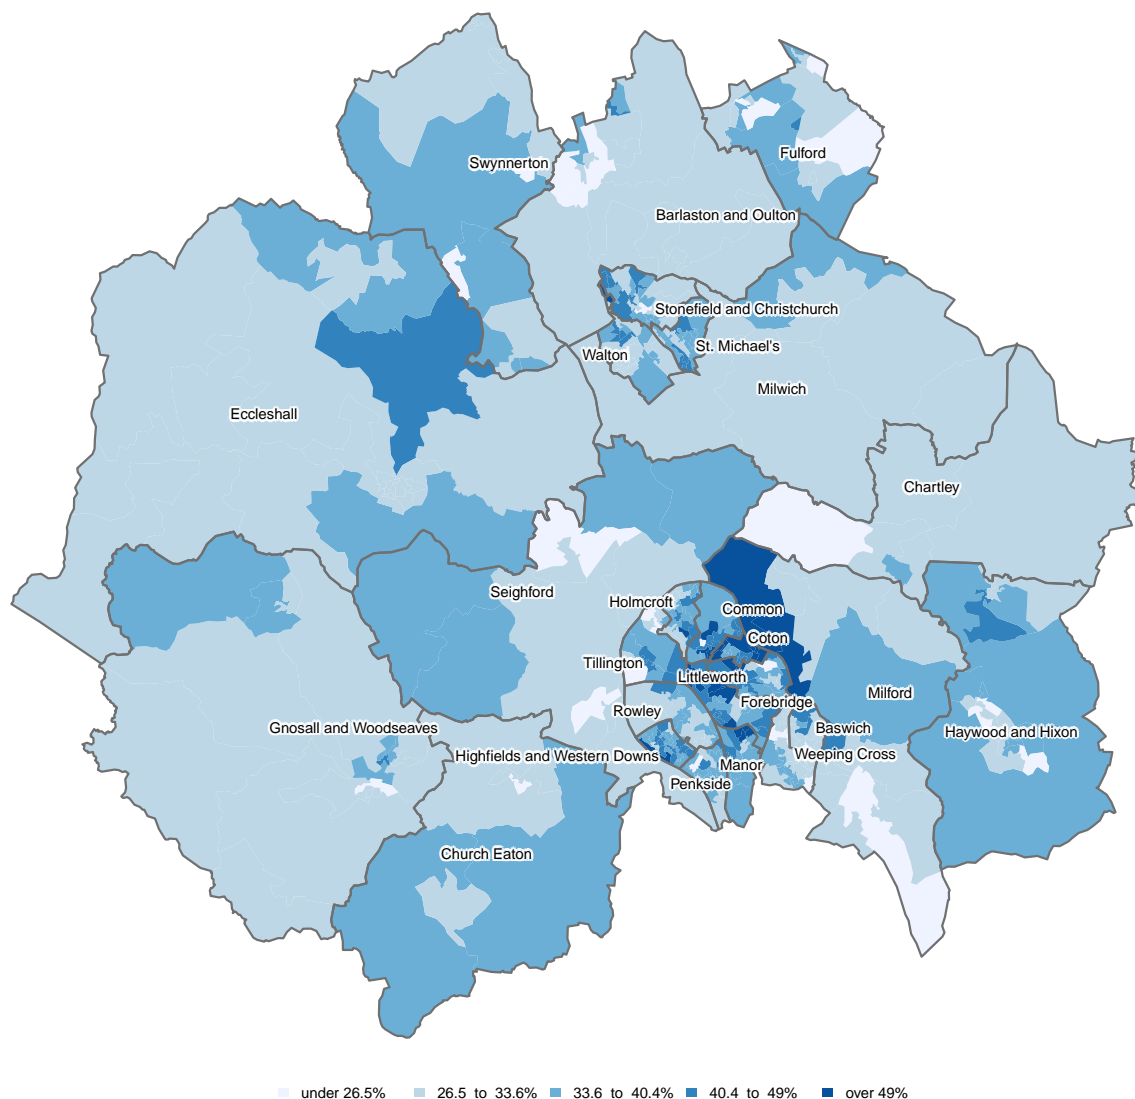 Swynnerton
Fulford
Barlaston and Oulton
Stonefield and Christchurch
St. Michael's
Walton
Milwich
Eccleshall
Chartley
Seighford
Holmcroft
Common
Coton
Tillington
Littleworth
Milford
Forebridge
Rowley
Gnosall and Woodseaves
Baswich
Haywood and Hixon
Highfields and Western Downs
Weeping Cross
Manor
Penkside
Church Eaton
under 26.5% 26.5 to 33.6% 33.6 to 40.4% 40.4 to 49% over 49%